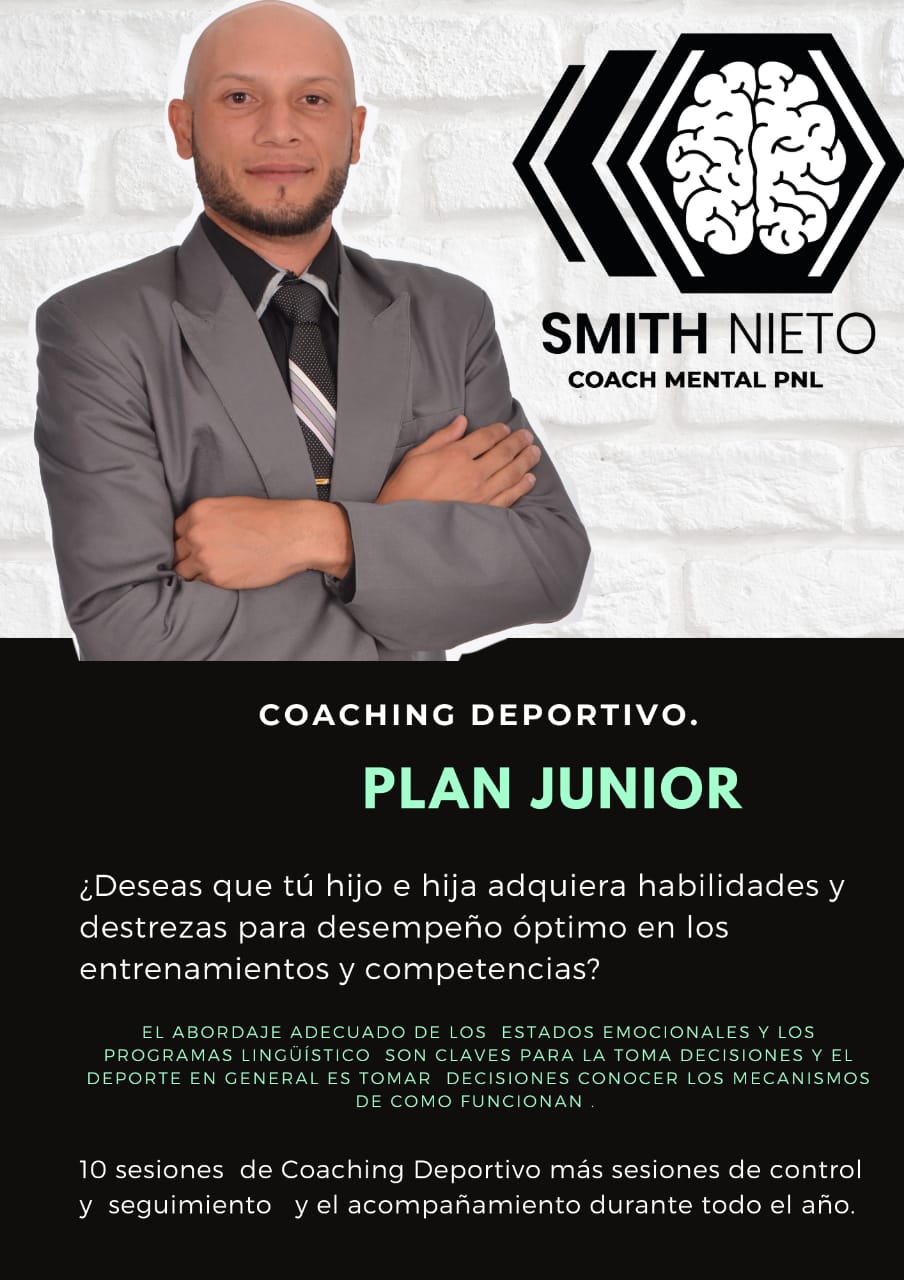 SMITH NIETO
COACH MENTAL PNL
COACHING DEPORTIVO.
PLAN JUNIOR
¿Deseas que tú hijo e hija adquiera habilidades y
destrezas para desempeño óptimo en los
entrenamientos y competencias?
EL ABORDAJE ADECUADO DE LOS ESTADOS EMOCIONALES Y LOS
PROGRAMAS LINGÜÍSTICO SON CLAVES PARA LA TOMA DECISIONES Y EL
DEPORTE EN GENERAL ES TOMAR DECISIONES CONOCER LOS MECANISMOS
DE COMO FUNCIONAN .
10 sesiones de Coaching Deportivo más sesiones de control
y seguimiento y el acompañamiento durante todo el año.